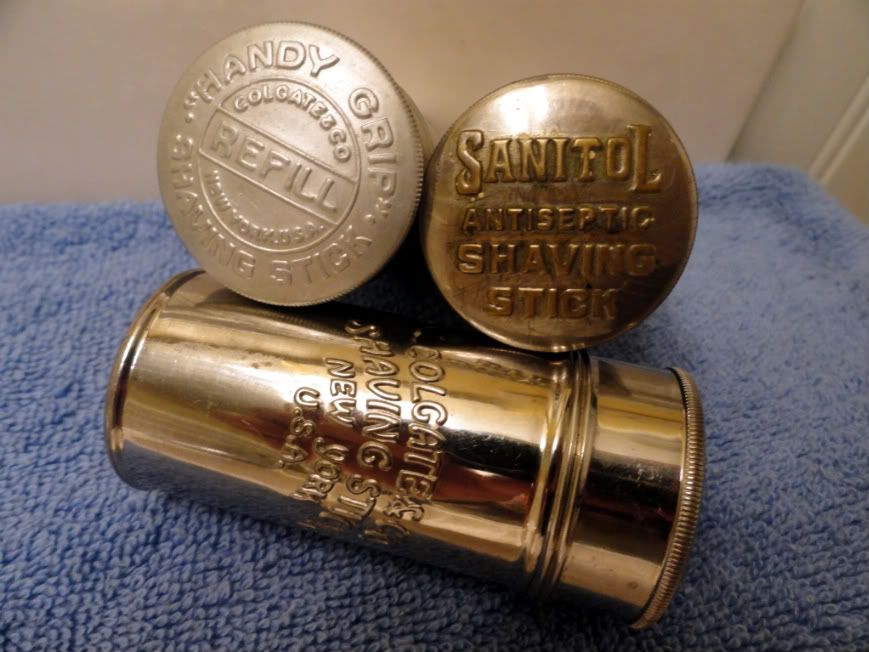 "HANDY GRIP"
SHAVING STICK
COLGATE & CO
REFILL
NEW YORK. U.S.A.
SANITOL
ANTISEPTIC
SHAVING
STICK
COLGATE & Co.
SHAVING STICK
NEW YORK
U.S.A.